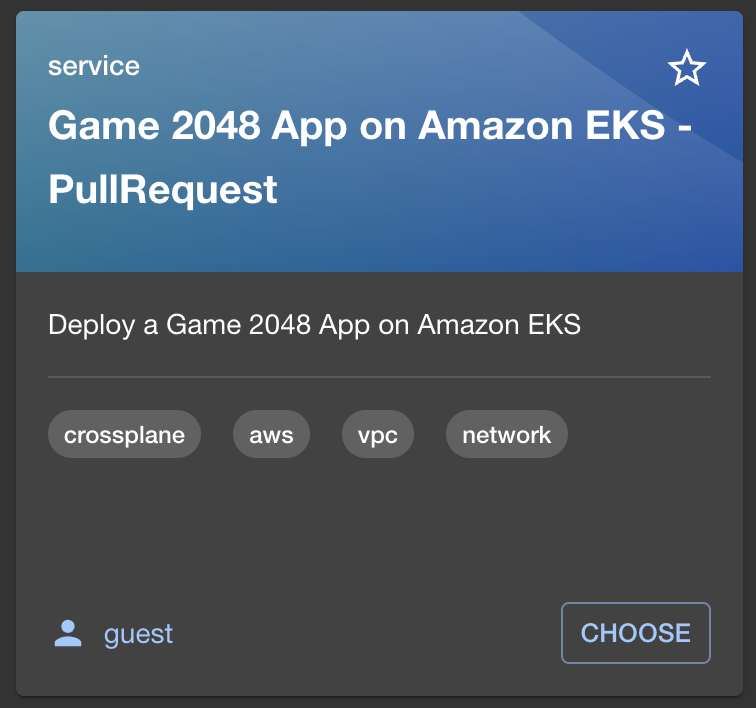 service
Game 2048 App on Amazon EKS -
PullRequest
Deploy a Game 2048 App on Amazon EKS
crossplane aws vpc network
guest CHOOSE